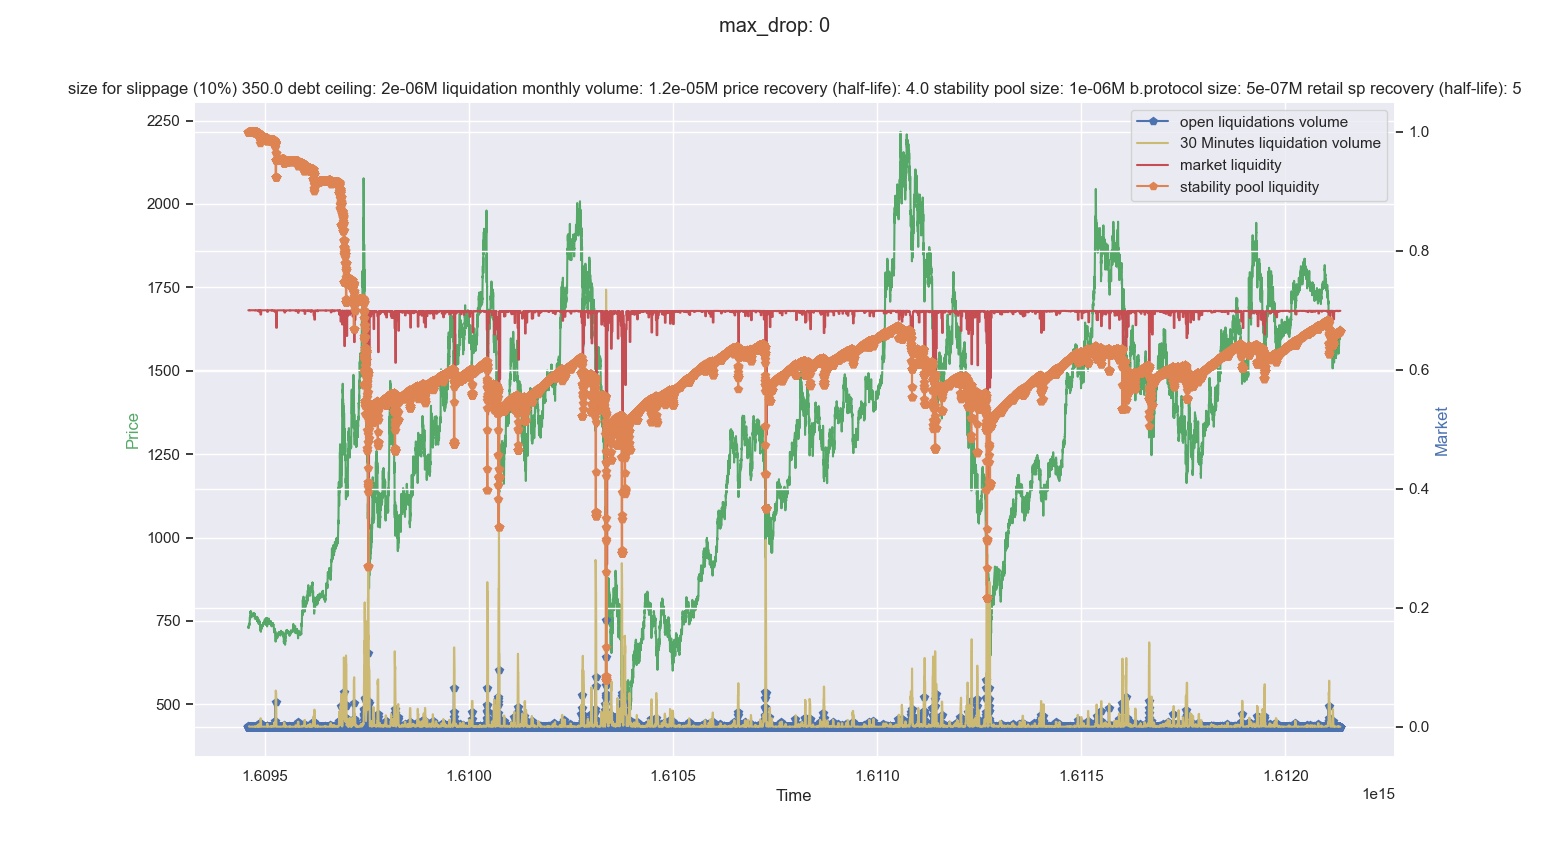 max_drop: 0
size for slippage (10%) 350.0 debt ceiling: 2e-06M liquidation monthly volume: 1.2e-05M price recovery (half-life): 4.0 stability pool size: 1e-06M b.protocol size: 5e-07M retail sp recovery (half-life): 5
open liquidations volume
30 Minutes liquidation volume
market liquidity
stability pool liquidity
2250
2000
1750
1500
1250
1000
750
500
Price
1.0
0.8
0.6
0.4
0.2
0.0
Market
1.6095 1.6100 1.6105 1.6110 1.6115 1.6120
Time
1e15